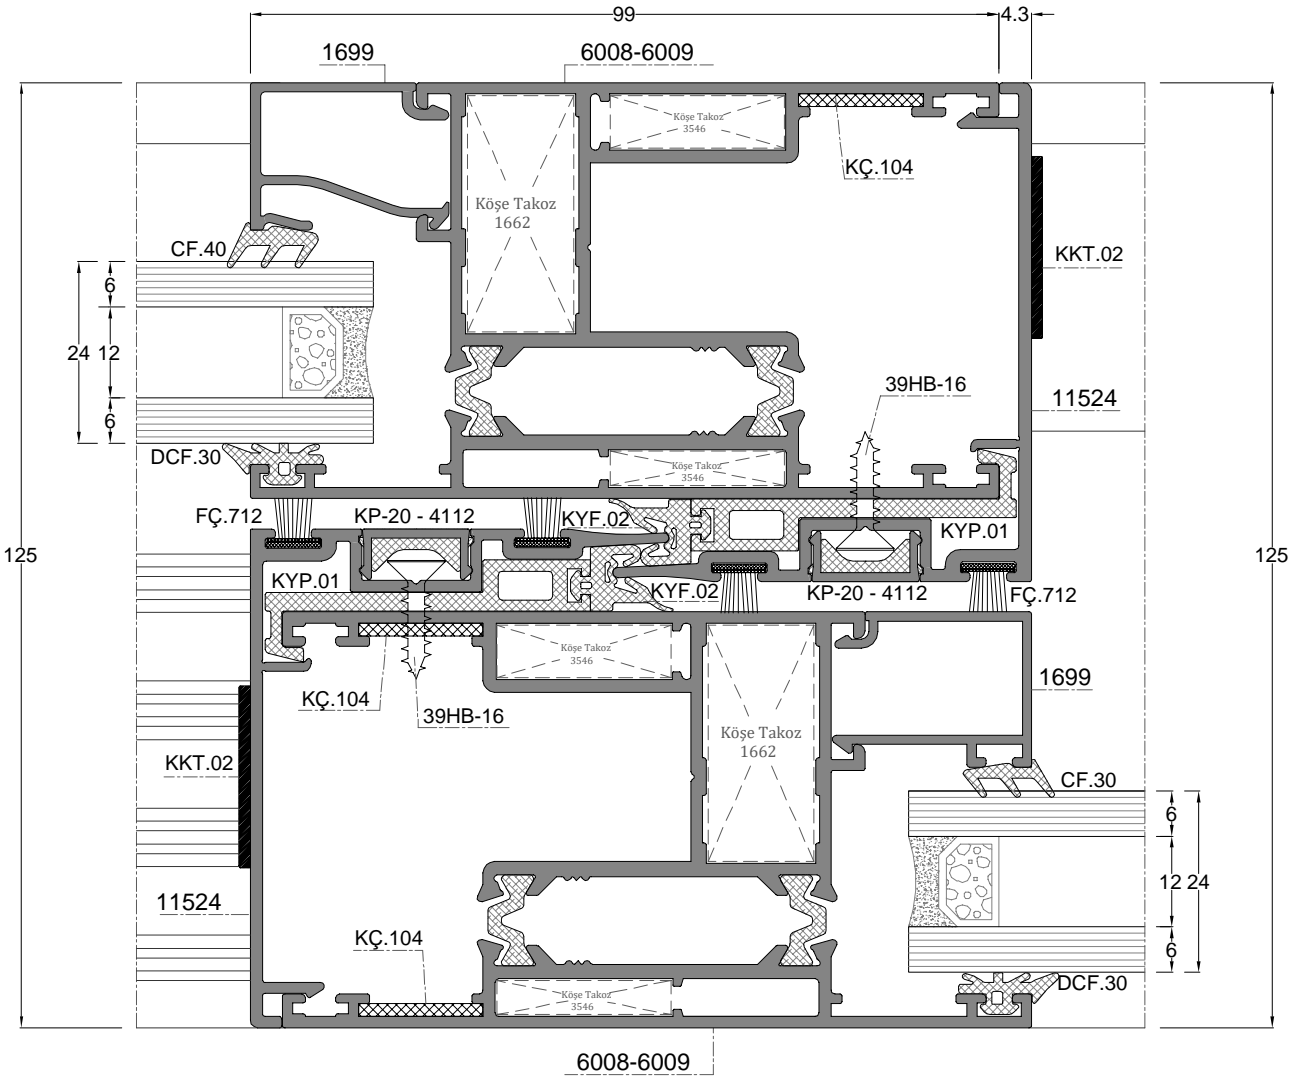 99
4.3
1699
6008-6009
Köşe Takoz
3546
KÇ.104
Köşe Takoz
1662
CF.40
KKT.02
6
24
12
6
39HB-16
11524
DCF.30
Köşe Takoz
3546
FÇ.712
KP-20 - 4112
KYF.02
KYP.01
125
125
KYP.01
KYF.02
KP-20 - 4112
FÇ.712
Köşe Takoz
3546
KÇ.104
39HB-16
1699
Köşe Takoz
1662
KKT.02
CF.30
6
12
24
6
11524
KÇ.104
DCF.30
Köşe Takoz
3546
6008-6009